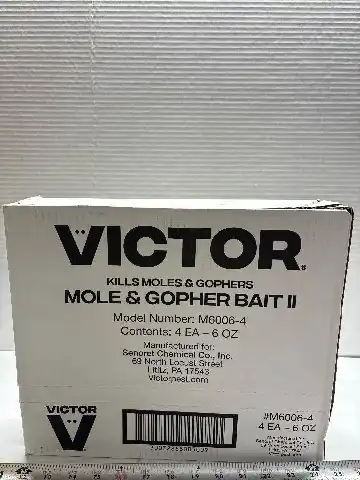 VICTOR
KILLS MOLES & GOPHERS
MOLE & GOPHER BAIT II
Model Number: M6006-4
Contents: 4 EA – 6 OZ
Manufactured for:
Senoret Chemical Co., Inc.
69 North Locust Street
Lititz, PA 17543
Victorpest.com
VICTOR
V
#M6006-4
4 EA – 6 OZ